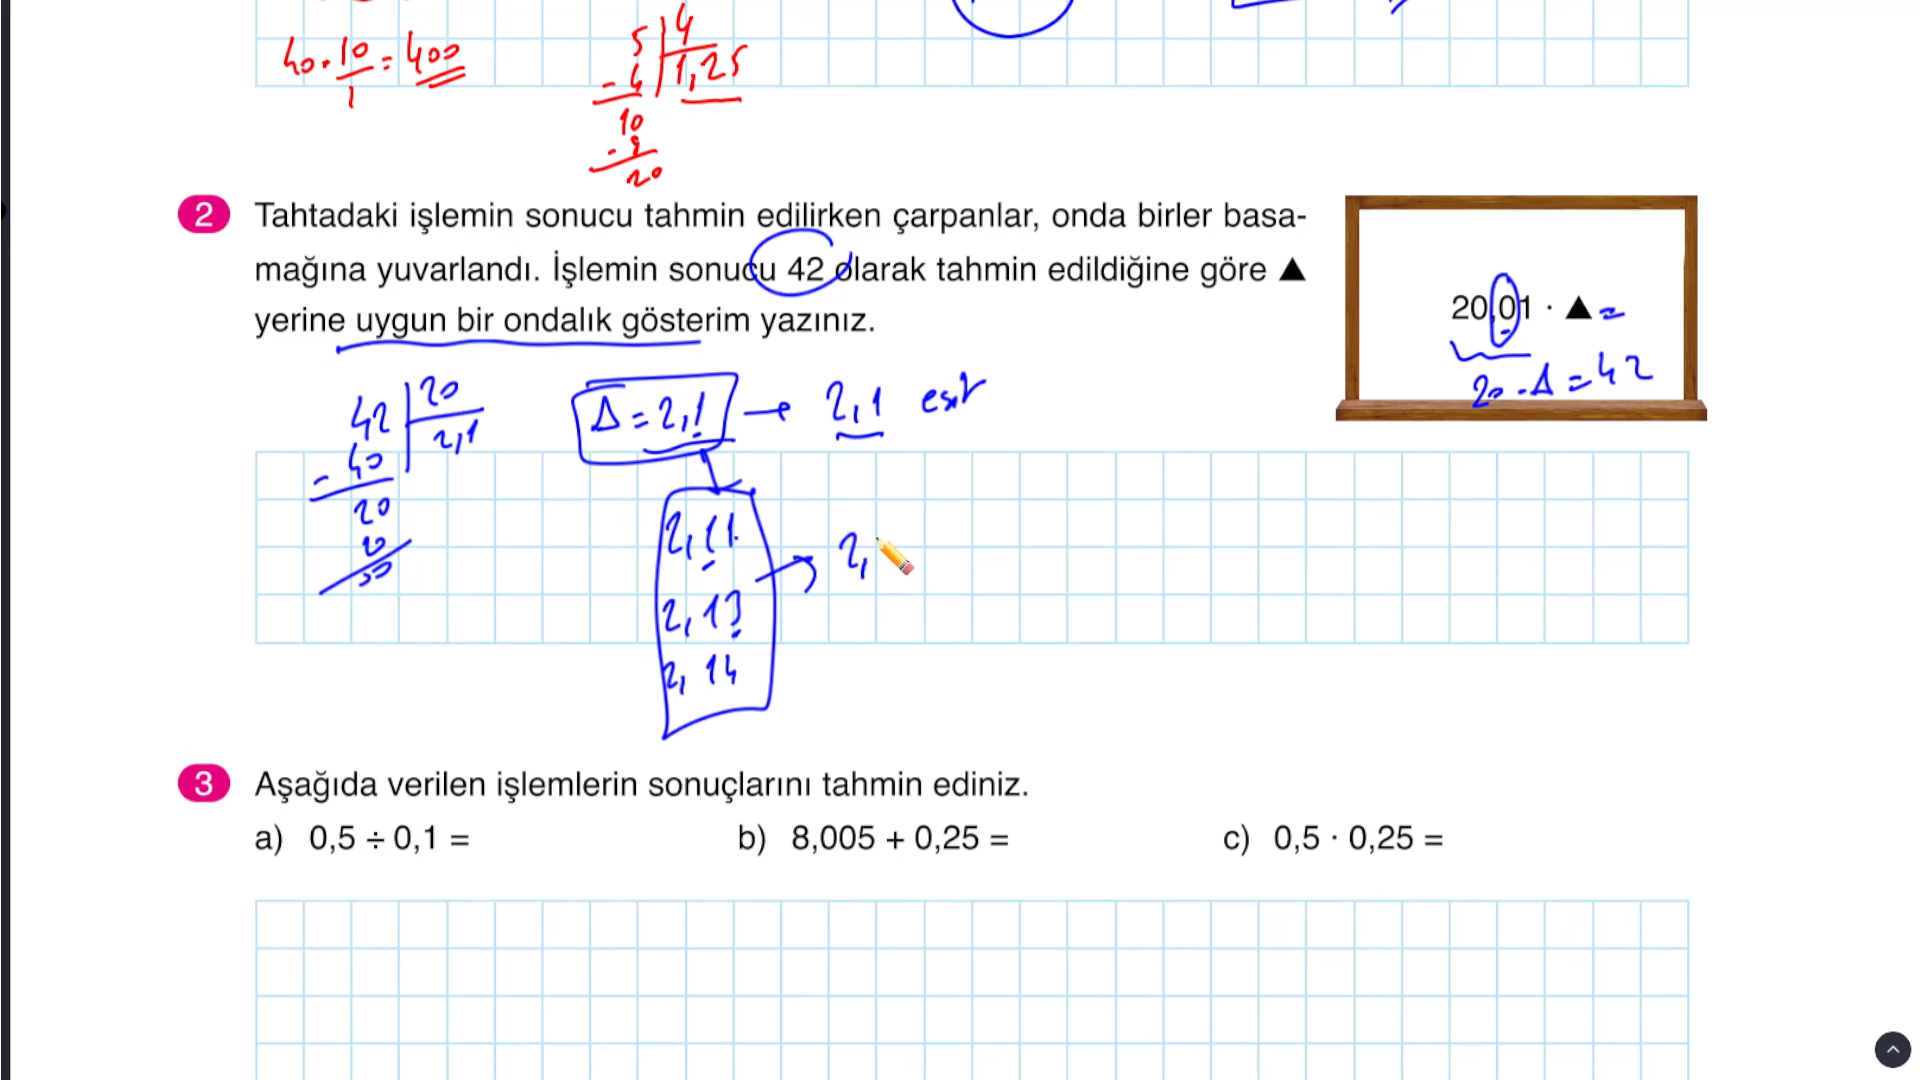 40 · 10/1 = 400
5 | 4
- 4 | 1,25
10
- 8
20
2 Tahtadaki işlemin sonucu tahmin edilirken çarpanlar, onda birler basa-
mağına yuvarlandı. İşlemin sonucu 42 olarak tahmin edildiğine göre ▲
yerine uygun bir ondalık gösterim yazınız.
20,01 · ▲ =
20 · Δ = 42
42 | 20
- 40 | 2,1
20
20
00
Δ = 2,1 → 2,1 eşit
2,11
2,13
2,14
→ 2,
3 Aşağıda verilen işlemlerin sonuçlarını tahmin ediniz.
a) 0,5 ÷ 0,1 =
b) 8,005 + 0,25 =
c) 0,5 · 0,25 =